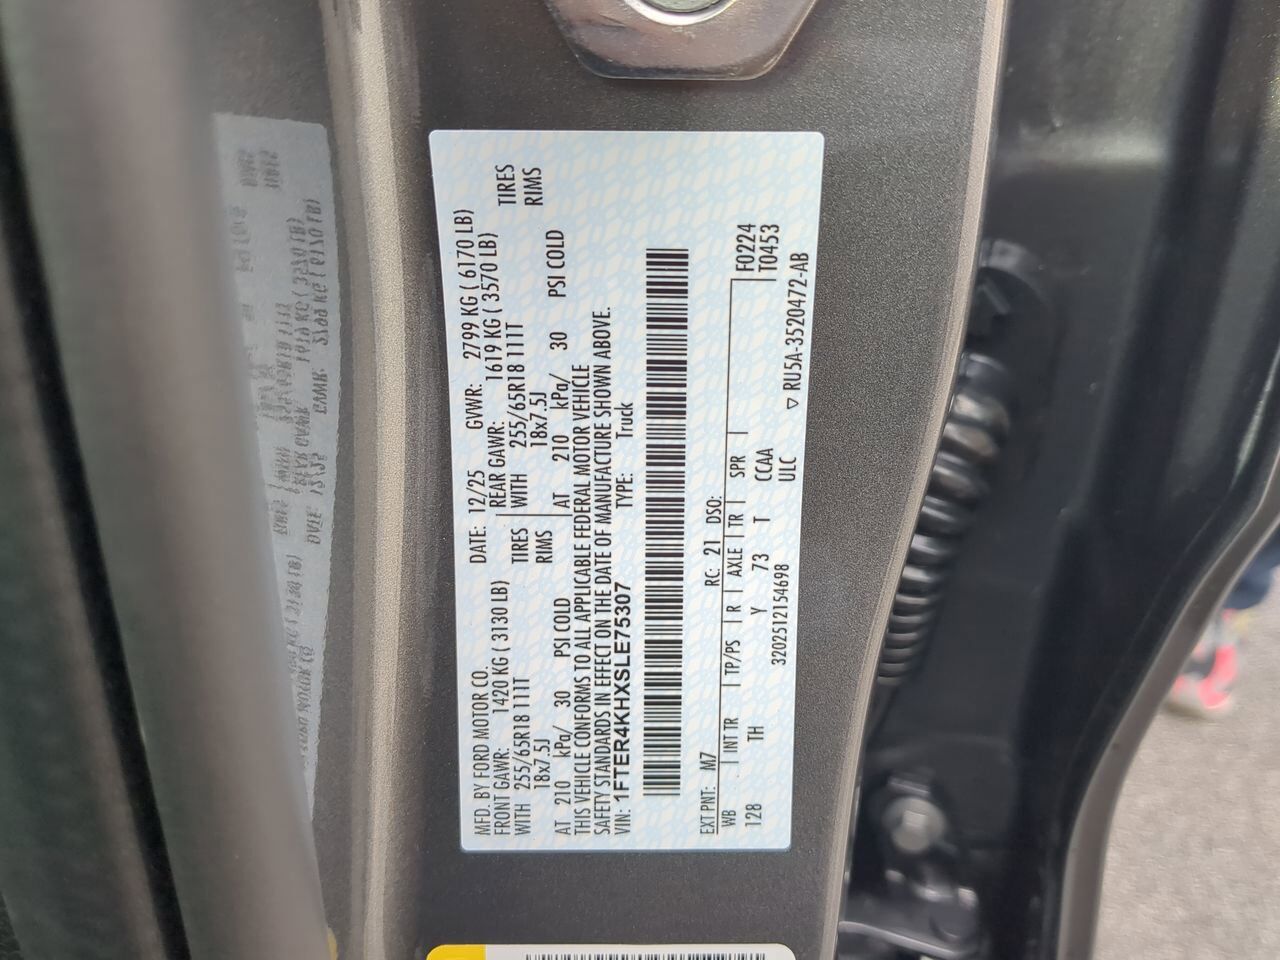 MFD. BY FORD MOTOR CO.
DATE: 12/25 GVWR: 2799 KG ( 6170 LB)
FRONT GAWR: 1420 KG ( 3130 LB)
REAR GAWR: 1619 KG ( 3570 LB)
WITH 255/65R18 111T TIRES
WITH 255/65R18 111T TIRES
18x7.5J RIMS
18x7.5J RIMS
AT 210 kPa/ 30 PSI COLD
AT 210 kPa/ 30 PSI COLD
THIS VEHICLE CONFORMS TO ALL APPLICABLE FEDERAL MOTOR VEHICLE
SAFETY STANDARDS IN EFFECT ON THE DATE OF MANUFACTURE SHOWN ABOVE.
VIN: 1FTER4KHXSLE75307 TYPE: Truck
EXT PNT: M7 RC: 21 DSO:
WB INT TR TP/PS R AXLE TR SPR F0224
128 TH Y 73 T CCAA T0453
3202512154698 ULC
▽ RU5A-3520472-AB